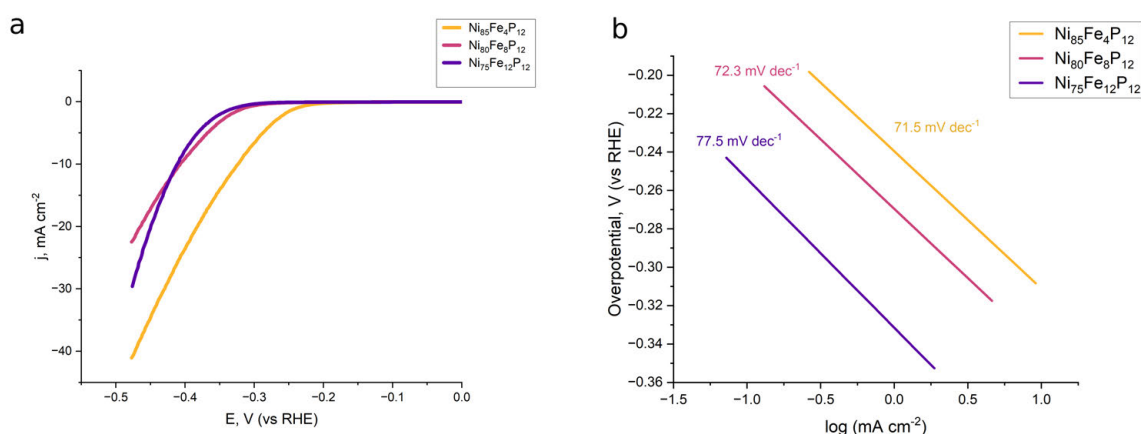 a
Ni₈₅Fe₄P₁₂
Ni₈₀Fe₈P₁₂
Ni₇₅Fe₁₂P₁₂
0
−10
−20
−30
−40
j, mA cm⁻²
−0.5 −0.4 −0.3 −0.2 −0.1 0.0
E, V (vs RHE)
b
Ni₈₅Fe₄P₁₂
Ni₈₀Fe₈P₁₂
Ni₇₅Fe₁₂P₁₂
72.3 mV dec⁻¹
71.5 mV dec⁻¹
77.5 mV dec⁻¹
−0.20
−0.22
−0.24
−0.26
−0.28
−0.30
−0.32
−0.34
−0.36
Overpotential, V (vs RHE)
−1.5 −1.0 −0.5 0.0 0.5 1.0
log (mA cm⁻²)